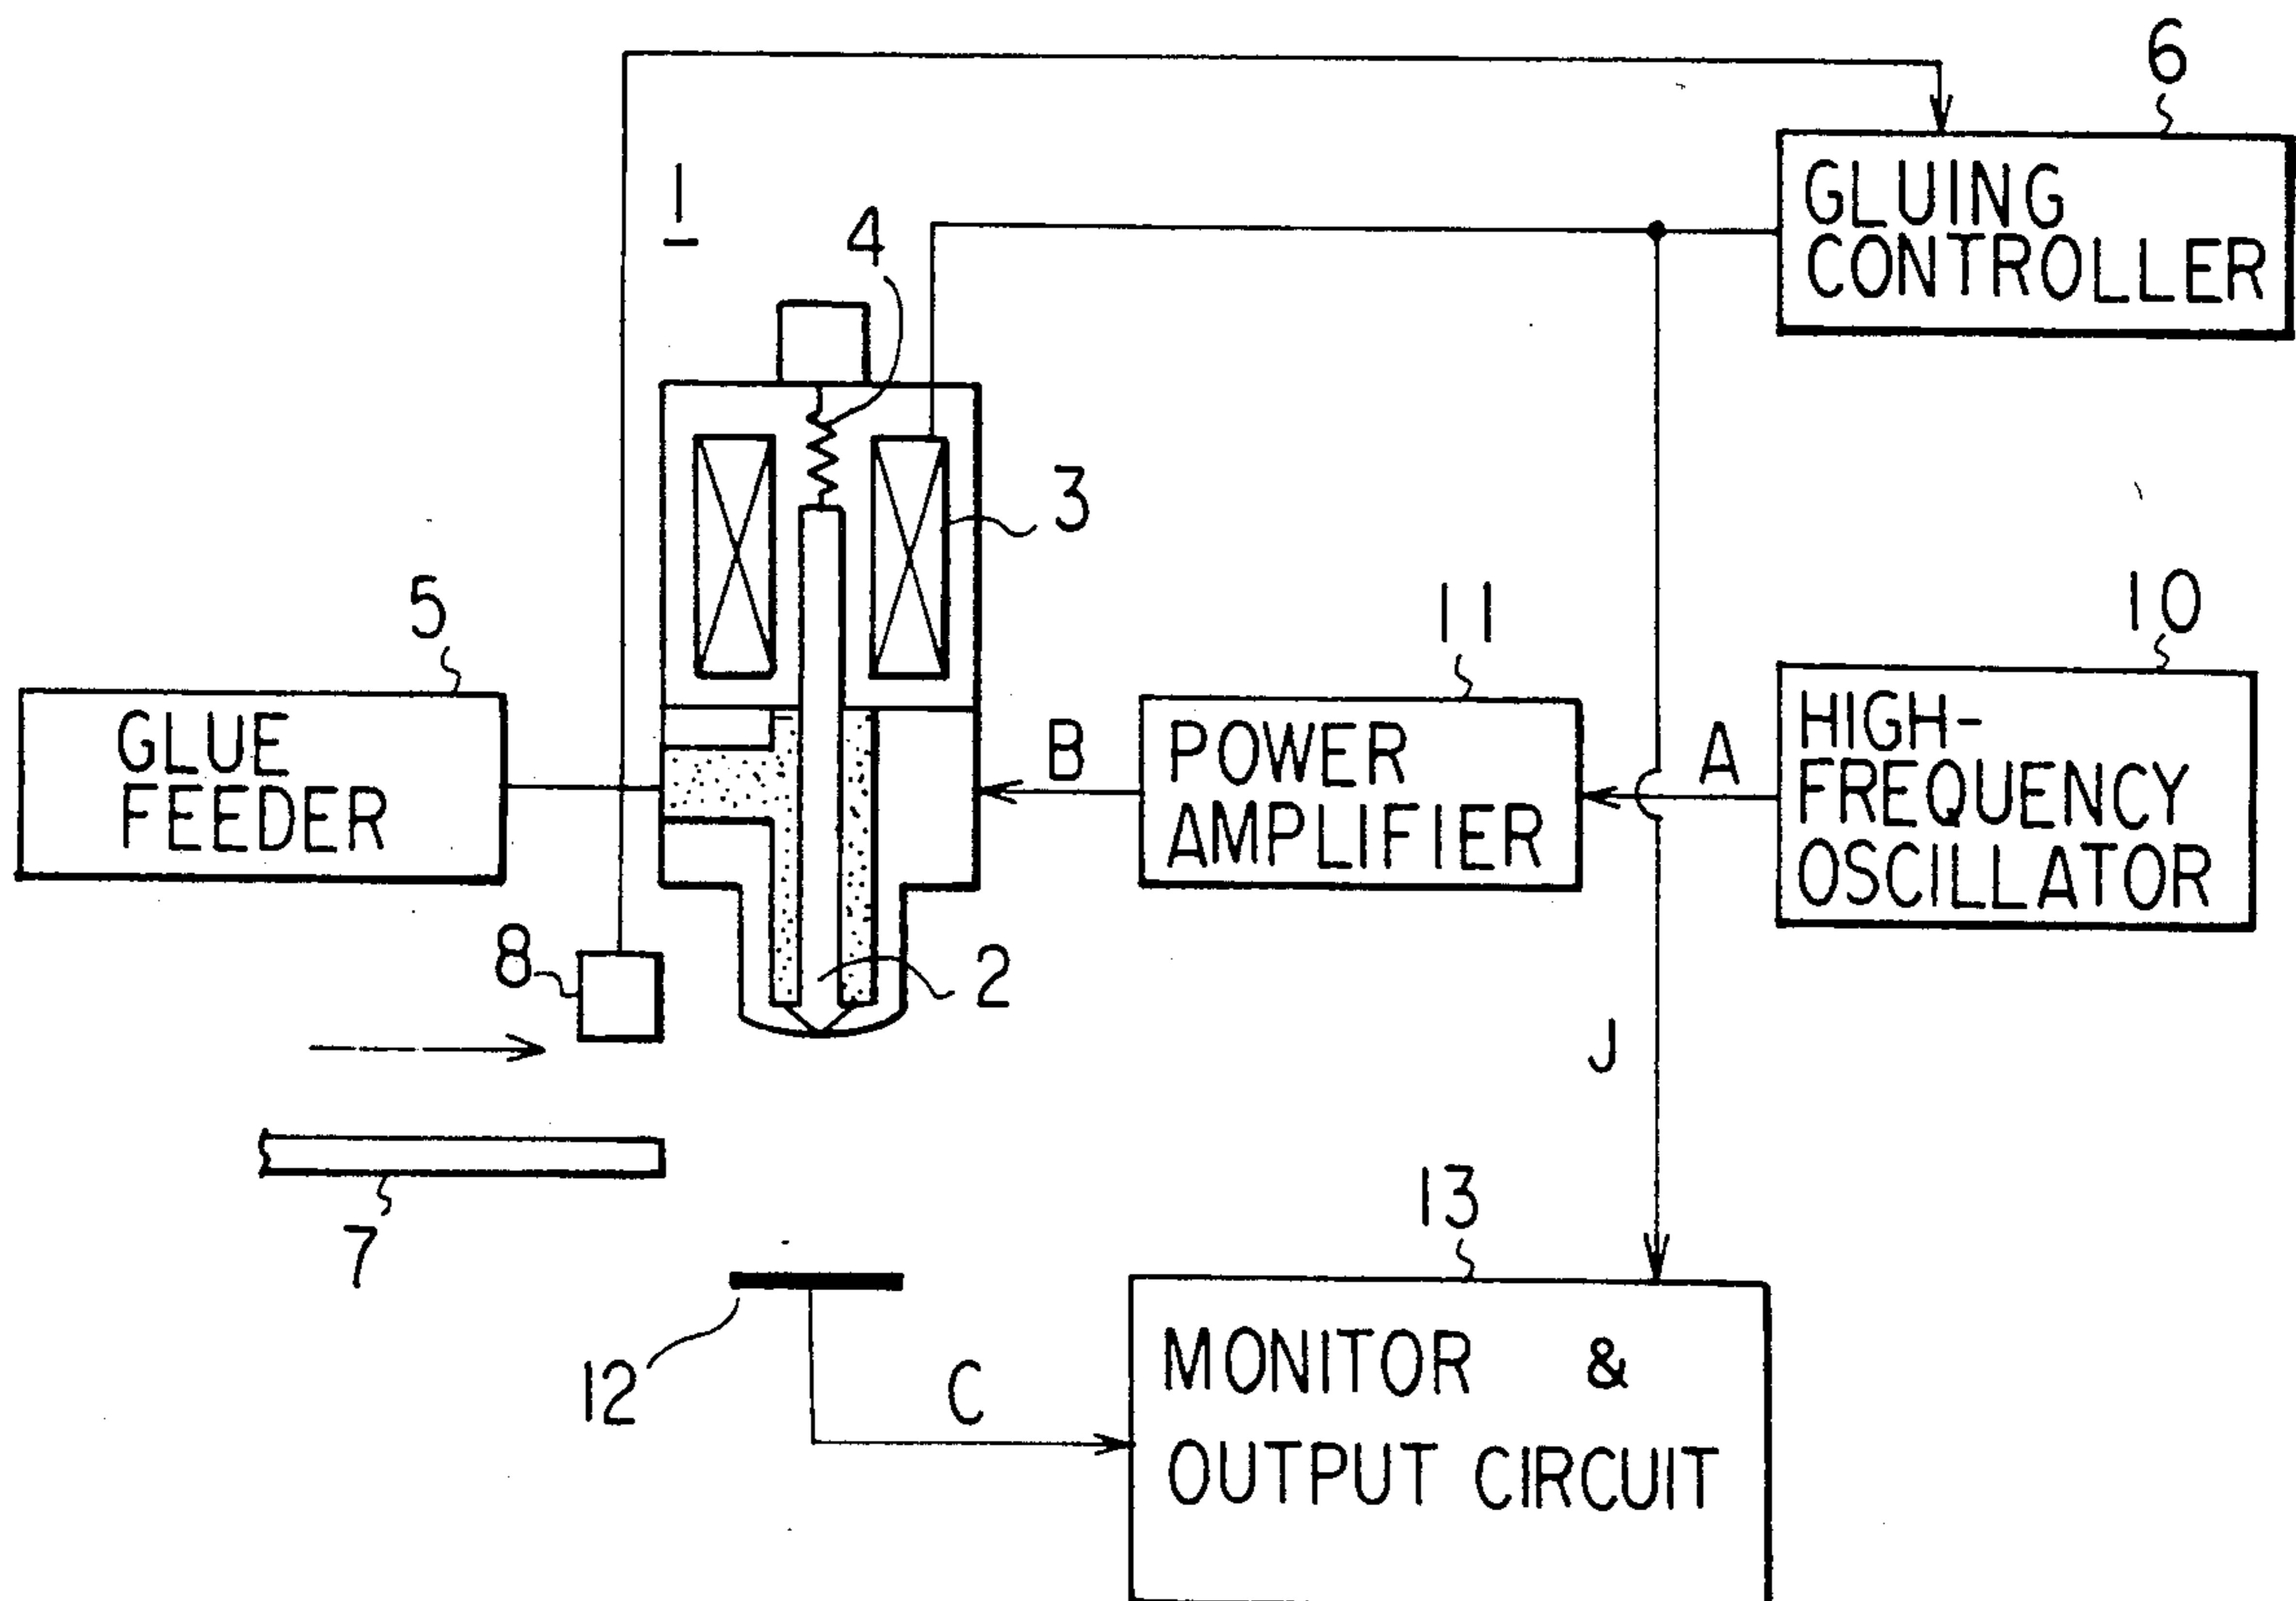 6
GLUING
CONTROLLER
1
4
3
5
GLUE
FEEDER
11
POWER
AMPLIFIER
B
A
10
HIGH-
FREQUENCY
OSCILLATOR
8
2
J
7
13
MONITOR &
OUTPUT CIRCUIT
12
C